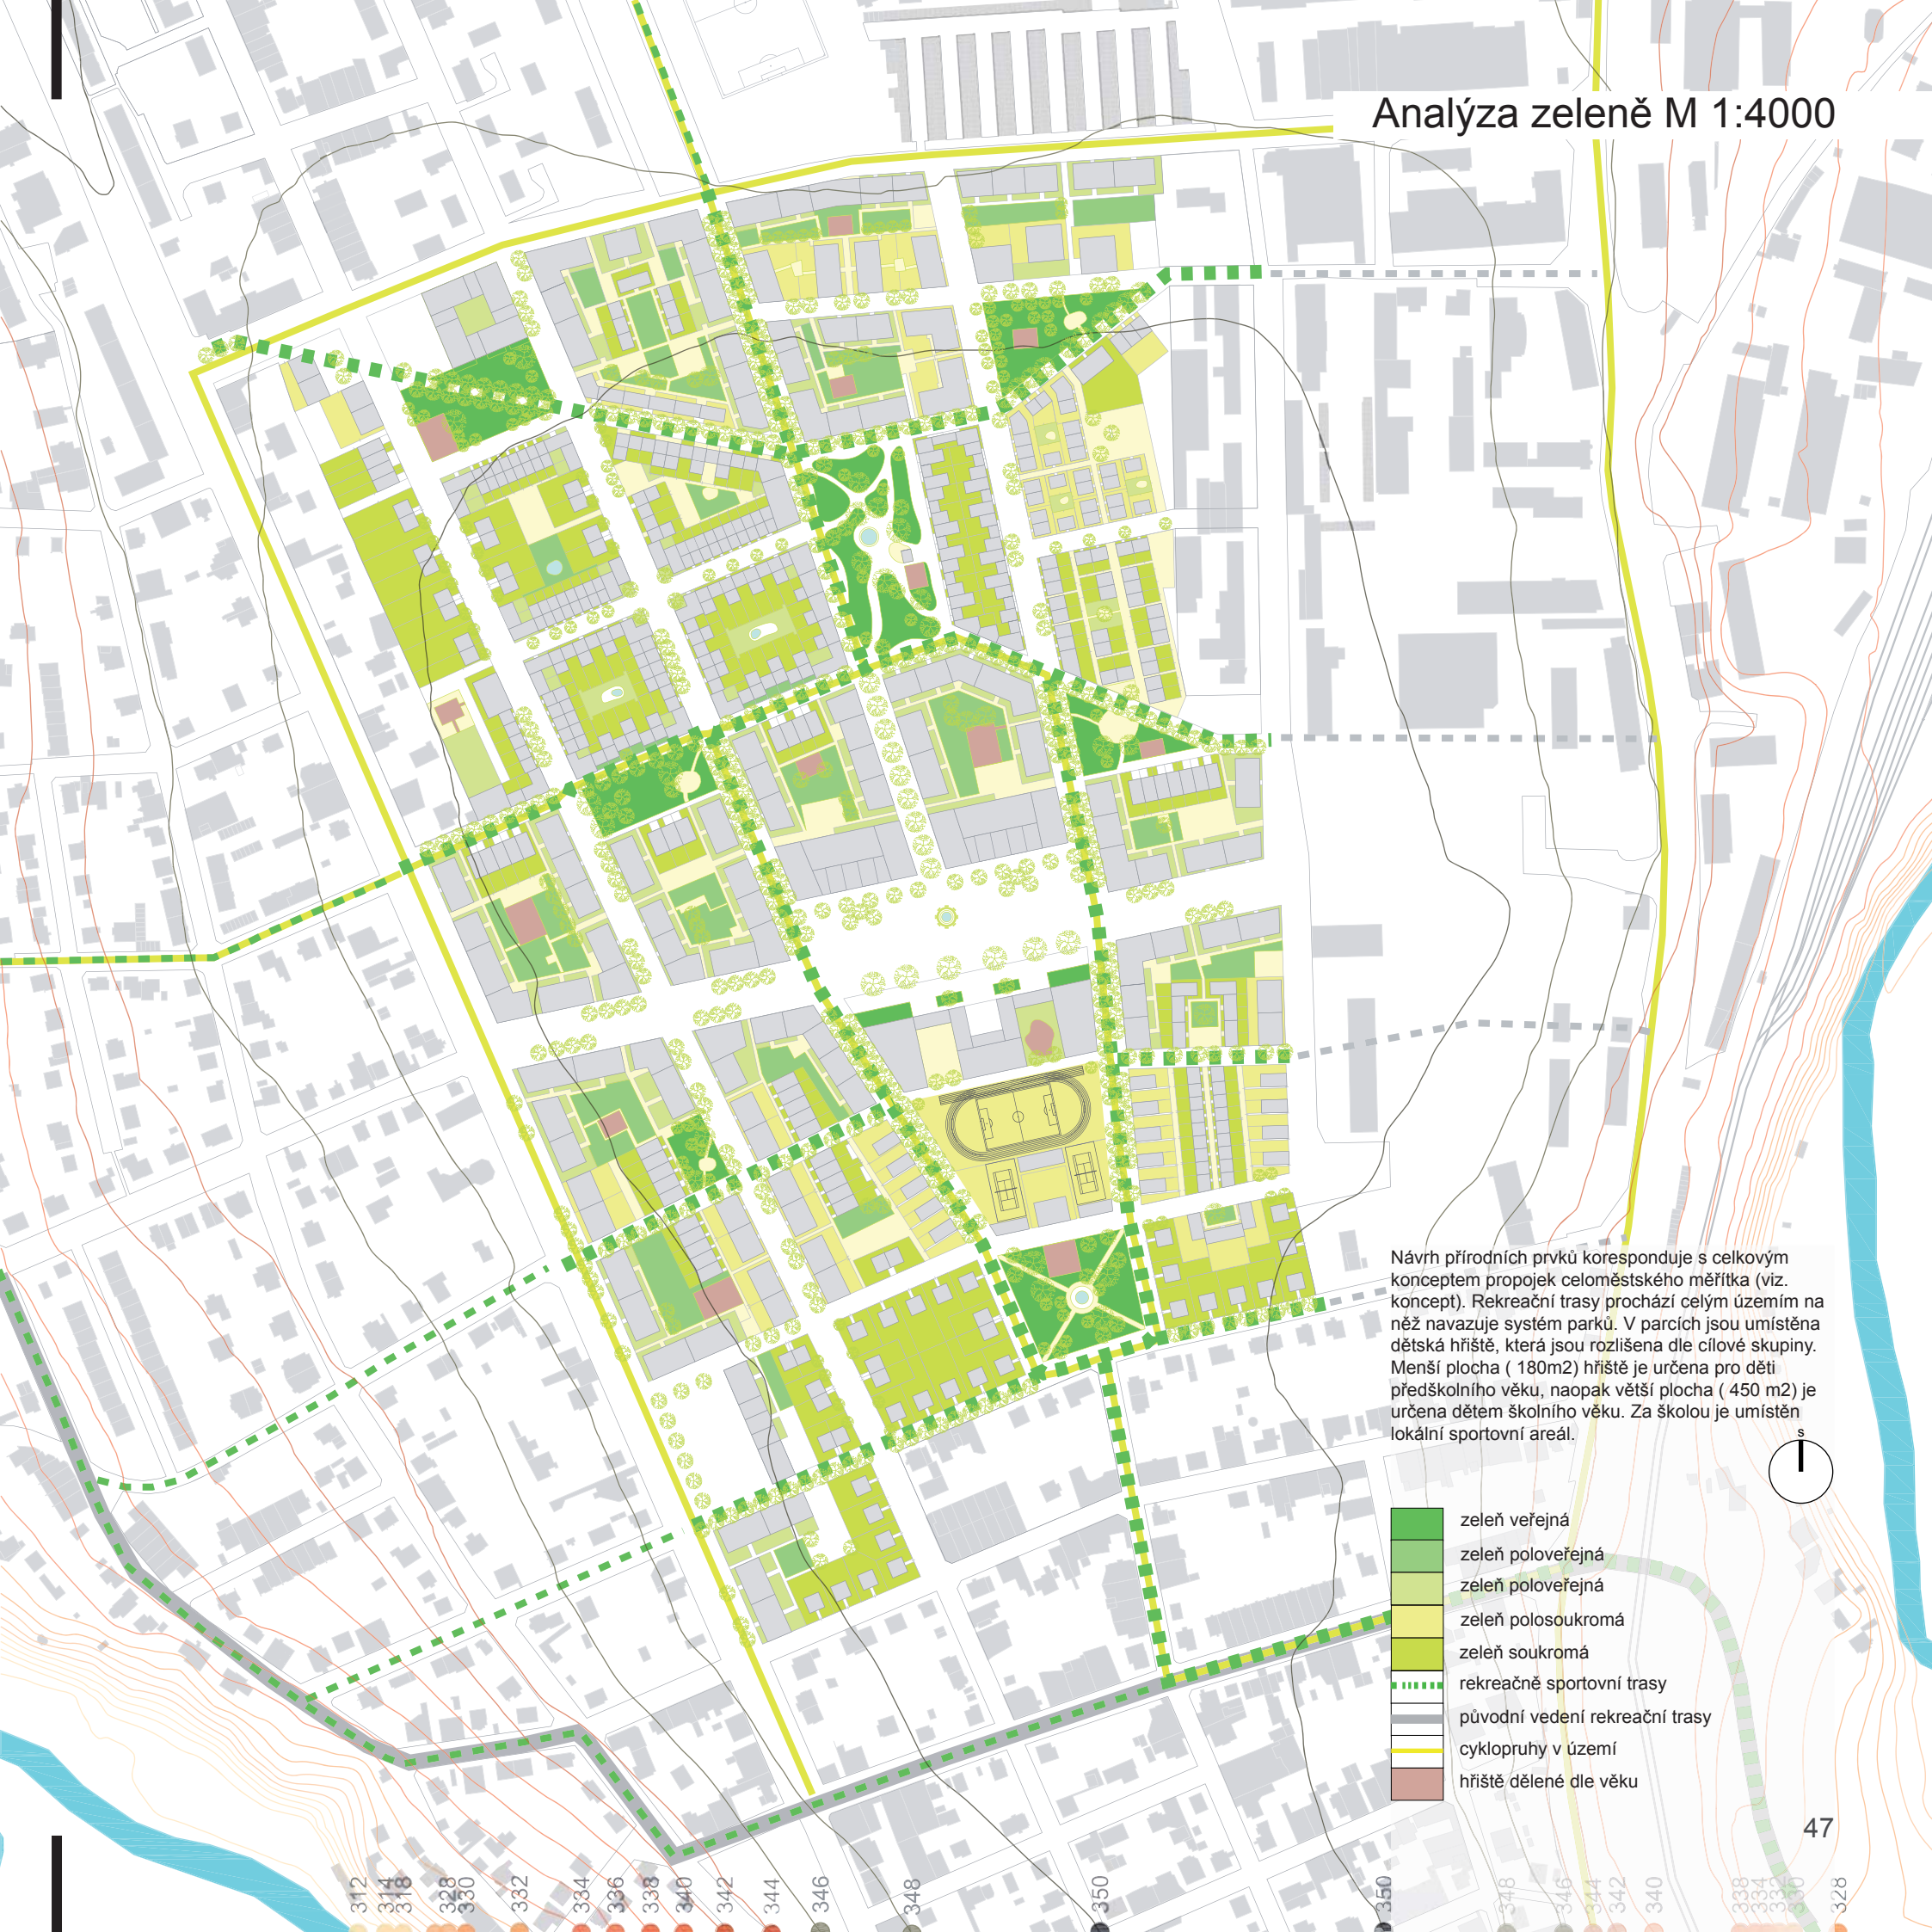 Analýza zeleně M 1:4000
Návrh přírodních prvků koresponduje s celkovým
konceptem propojek celoměstského měřítka (viz.
koncept). Rekreační trasy prochází celým územím na
něž navazuje systém parků. V parcích jsou umístěna
dětská hřiště, která jsou rozlišena dle cílové skupiny.
Menší plocha ( 180m2) hřiště je určena pro děti
předškolního věku, naopak větší plocha ( 450 m2) je
určena dětem školního věku. Za školou je umístěn
lokální sportovní areál.
s
zeleň veřejná
zeleň poloveřejná
zeleň poloveřejná
zeleň polosoukromá
zeleň soukromá
rekreačně sportovní trasy
původní vedení rekreační trasy
cyklopruhy v území
hřiště dělené dle věku
47
312
314
318
328
330
332
334
336
338
340
342
344
346
348
350
350
348
346
344
342
340
338
334
332
330
328